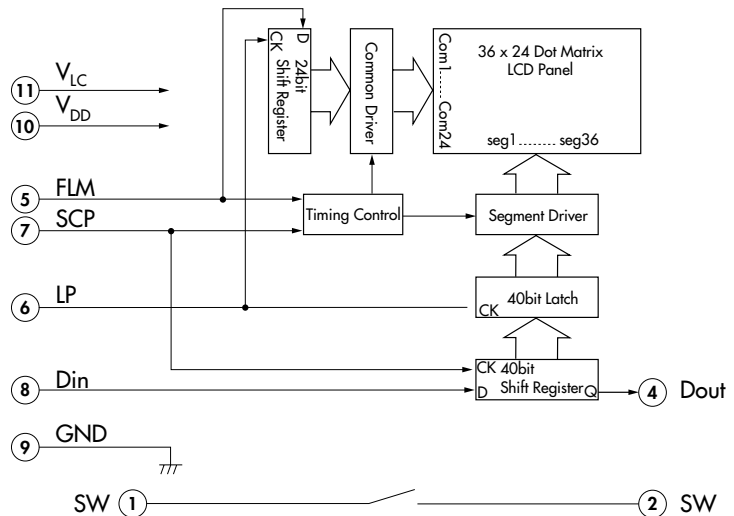 D
CK
24bit
Shift Register
Common Driver
Com1......Com24
36 x 24 Dot Matrix
LCD Panel
seg1 ........ seg36
11 VLC
10 VDD
5 FLM
7 SCP
Timing Control
Segment Driver
6 LP
40bit Latch
CK
8 Din
CK 40bit
Shift Register
D
Q
4 Dout
9 GND
SW 1
2 SW